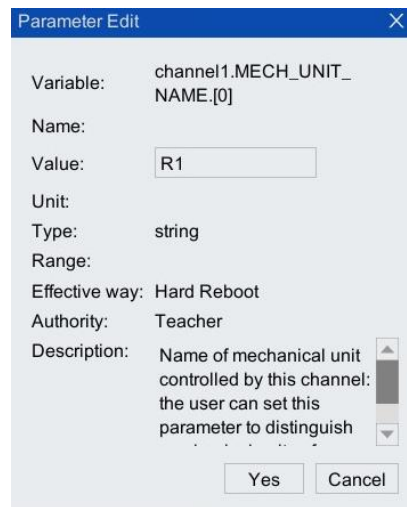 Parameter Edit X
Variable: channel1.MECH_UNIT_
NAME.[0]
Name:
Value: R1
Unit:
Type: string
Range:
Effective way: Hard Reboot
Authority: Teacher
Description: Name of mechanical unit
controlled by this channel:
the user can set this
parameter to distinguish
Yes Cancel